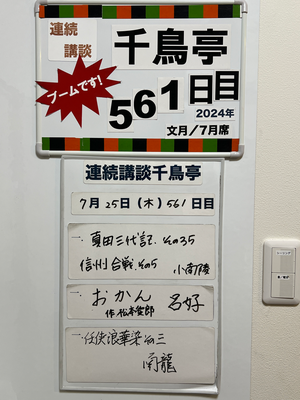 連続
講談
千鳥亭
ブームです!
561日目
2024年
文月/7月席
連続講談千鳥亭
7月25日(木)561日目
一、真田三代記 その35
信州合戦 その5 小南陵
一、おかん 呂好
作 松本俊郎
一、任侠浪華染 その三
南龍